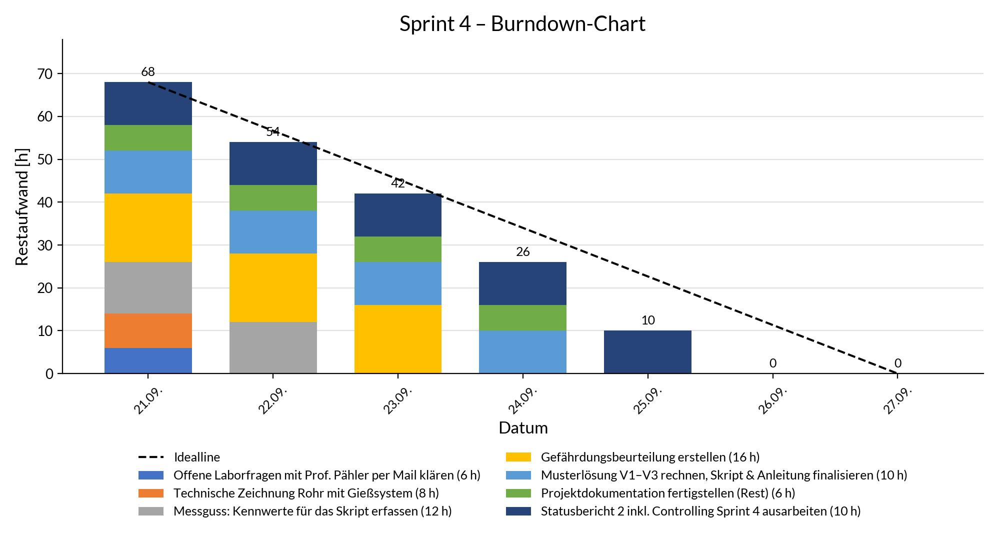 Sprint 4 – Burndown-Chart
Restaufwand [h]
70
60
50
40
30
20
10
0
68
54
42
26
10
0
0
21.09.
22.09.
23.09.
24.09.
25.09.
26.09.
27.09.
Datum
Idealline
Offene Laborfragen mit Prof. Pähler per Mail klären (6 h)
Technische Zeichnung Rohr mit Gießsystem (8 h)
Messguss: Kennwerte für das Skript erfassen (12 h)
Gefährdungsbeurteilung erstellen (16 h)
Musterlösung V1–V3 rechnen, Skript & Anleitung finalisieren (10 h)
Projektdokumentation fertigstellen (Rest) (6 h)
Statusbericht 2 inkl. Controlling Sprint 4 ausarbeiten (10 h)